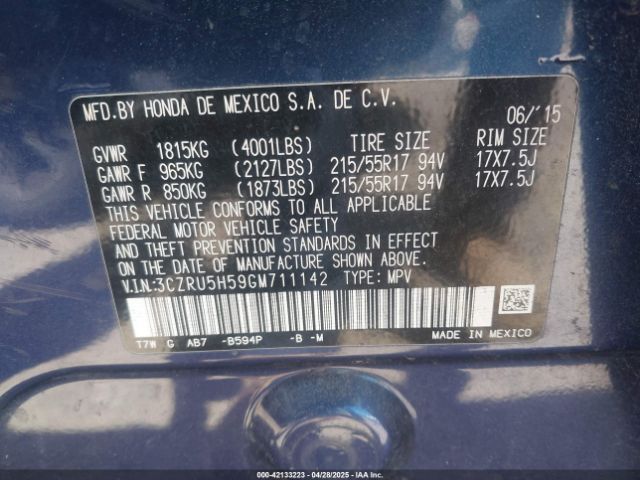 MFD.BY HONDA DE MEXICO S.A. DE C.V. 06/'15
GVWR 1815KG (4001LBS) TIRE SIZE RIM SIZE
GAWR F 965KG (2127LBS) 215/55R17 94V 17X7.5J
GAWR R 850KG (1873LBS) 215/55R17 94V 17X7.5J
THIS VEHICLE CONFORMS TO ALL APPLICABLE
FEDERAL MOTOR VEHICLE SAFETY
AND THEFT PREVENTION STANDARDS IN EFFECT
ON THE DATE OF MANUFACTURE SHOWN ABOVE.
V.I.N:3CZRU5H59GM711142 TYPE: MPV
T7W G AB7 -B594P -B -M MADE IN MEXICO
000-42133223 - 04/28/2025 - IAAI.com